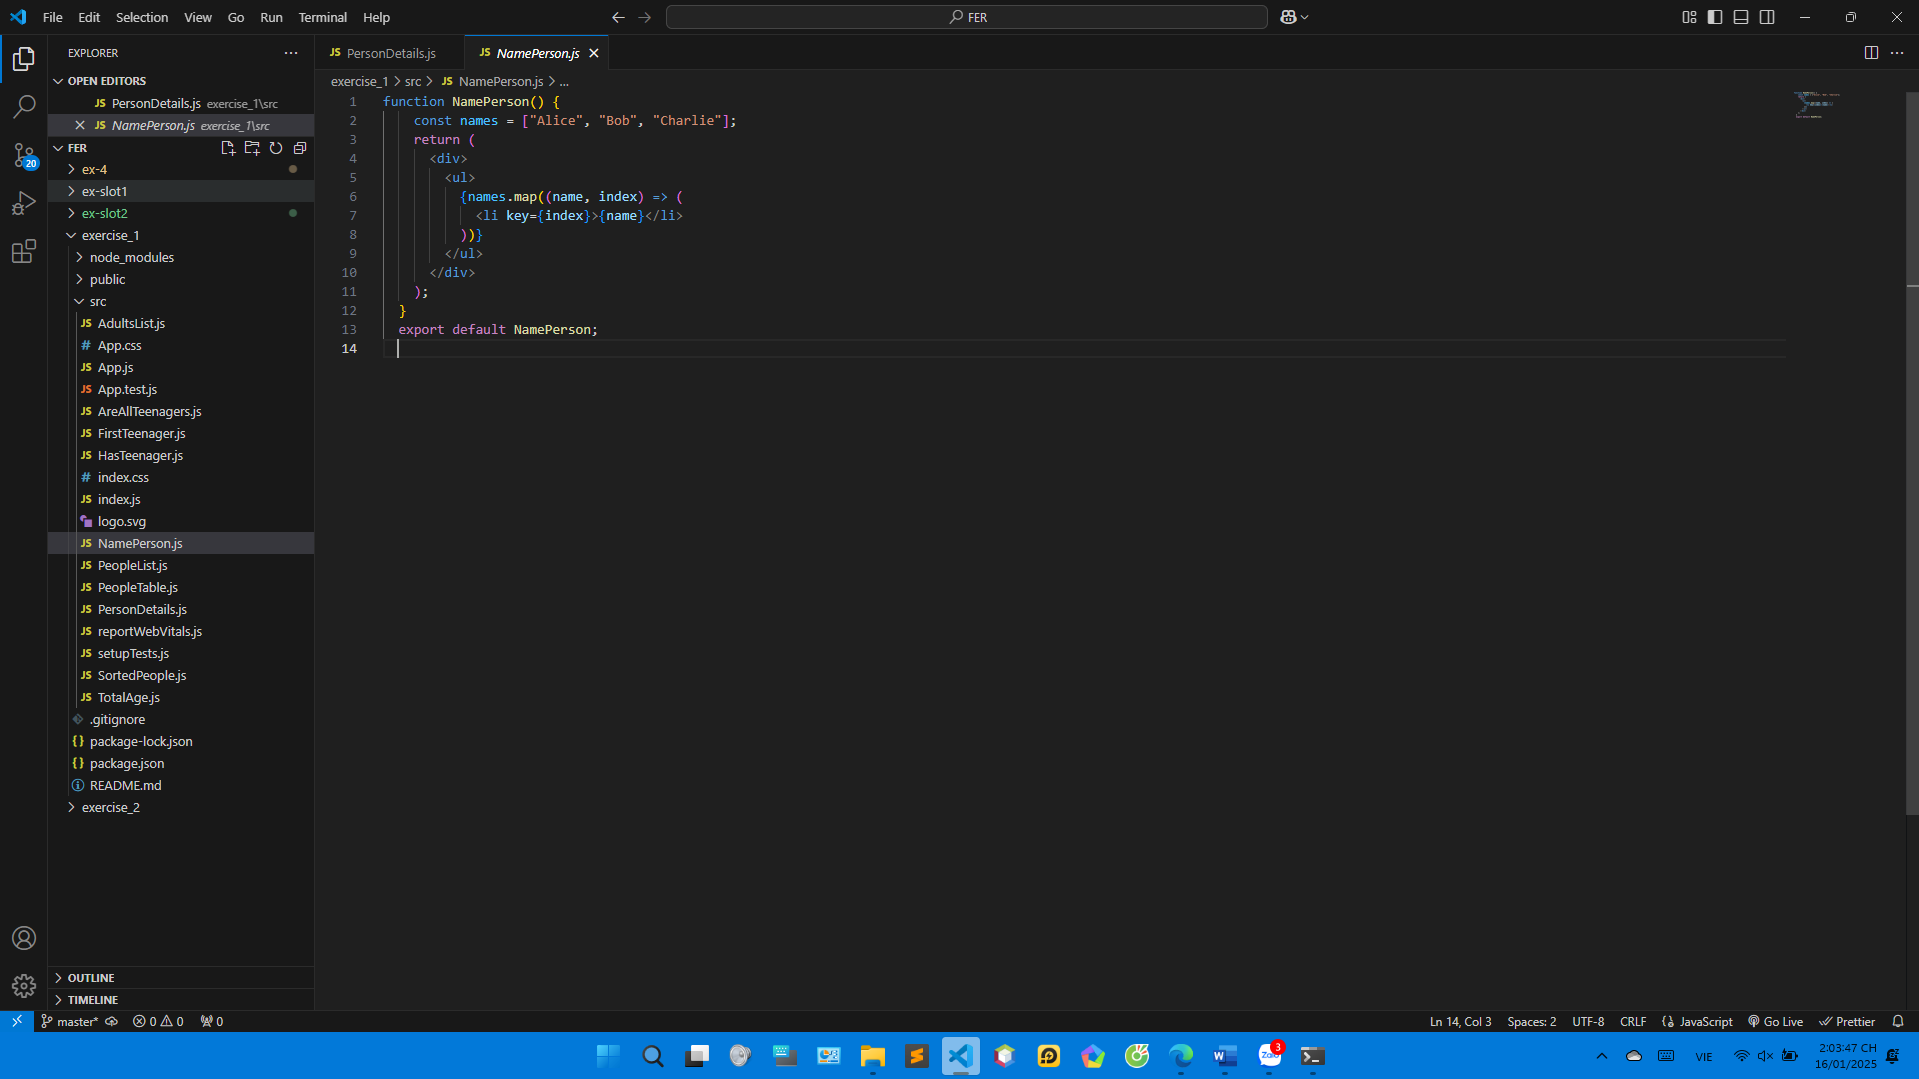 File Edit Selection View Go Run Terminal Help
FER
EXPLORER
OPEN EDITORS
PersonDetails.js exercise_1\src
NamePerson.js exercise_1\src
FER
ex-4
ex-slot1
ex-slot2
exercise_1
node_modules
public
src
AdultsList.js
App.css
App.js
App.test.js
AreAllTeenagers.js
FirstTeenager.js
HasTeenager.js
index.css
index.js
logo.svg
NamePerson.js
PeopleList.js
PeopleTable.js
PersonDetails.js
reportWebVitals.js
setupTests.js
SortedPeople.js
TotalAge.js
.gitignore
package-lock.json
package.json
README.md
exercise_2
OUTLINE
TIMELINE
20
JS PersonDetails.js JS NamePerson.js
exercise_1 > src > JS NamePerson.js > ...
1 function NamePerson() {
2 const names = ["Alice", "Bob", "Charlie"];
3 return (
4 <div>
5 <ul>
6 {names.map((name, index) => (
7 <li key={index}>{name}</li>
8 ))}
9 </ul>
10 </div>
11 );
12 }
13 export default NamePerson;
14
master* 0 0 0
Ln 14, Col 3 Spaces: 2 UTF-8 CRLF JavaScript Go Live Prettier
Zalo 3
VIE
2:03:47 CH
16/01/2025